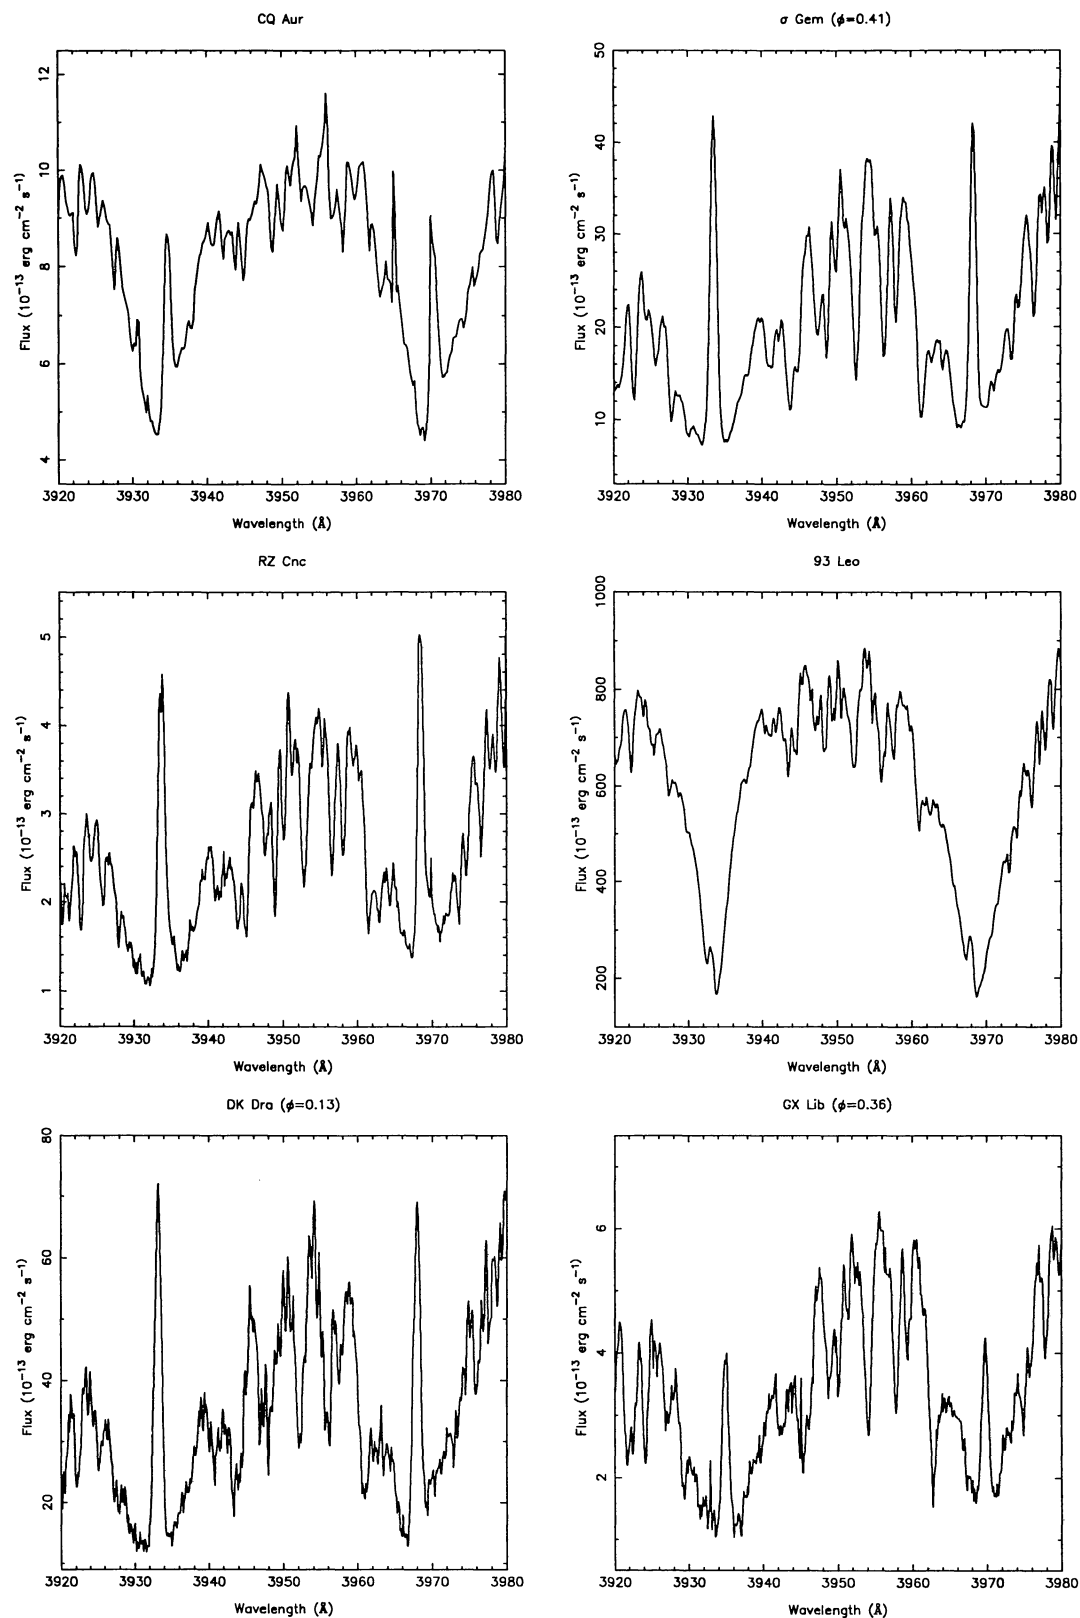 CQ Aur
Flux (10⁻¹³ erg cm⁻² s⁻¹)
12
10
8
6
4
3920 3930 3940 3950 3960 3970 3980
Wavelength (Å)
σ Gem (ϕ=0.41)
Flux (10⁻¹³ erg cm⁻² s⁻¹)
50
40
30
20
10
3920 3930 3940 3950 3960 3970 3980
Wavelength (Å)
RZ Cnc
Flux (10⁻¹³ erg cm⁻² s⁻¹)
5
4
3
2
1
3920 3930 3940 3950 3960 3970 3980
Wavelength (Å)
93 Leo
Flux (10⁻¹³ erg cm⁻² s⁻¹)
1000
800
600
400
200
3920 3930 3940 3950 3960 3970 3980
Wavelength (Å)
DK Dra (ϕ=0.13)
Flux (10⁻¹³ erg cm⁻² s⁻¹)
80
60
40
20
3920 3930 3940 3950 3960 3970 3980
Wavelength (Å)
GX Lib (ϕ=0.36)
Flux (10⁻¹³ erg cm⁻² s⁻¹)
6
4
2
3920 3930 3940 3950 3960 3970 3980
Wavelength (Å)